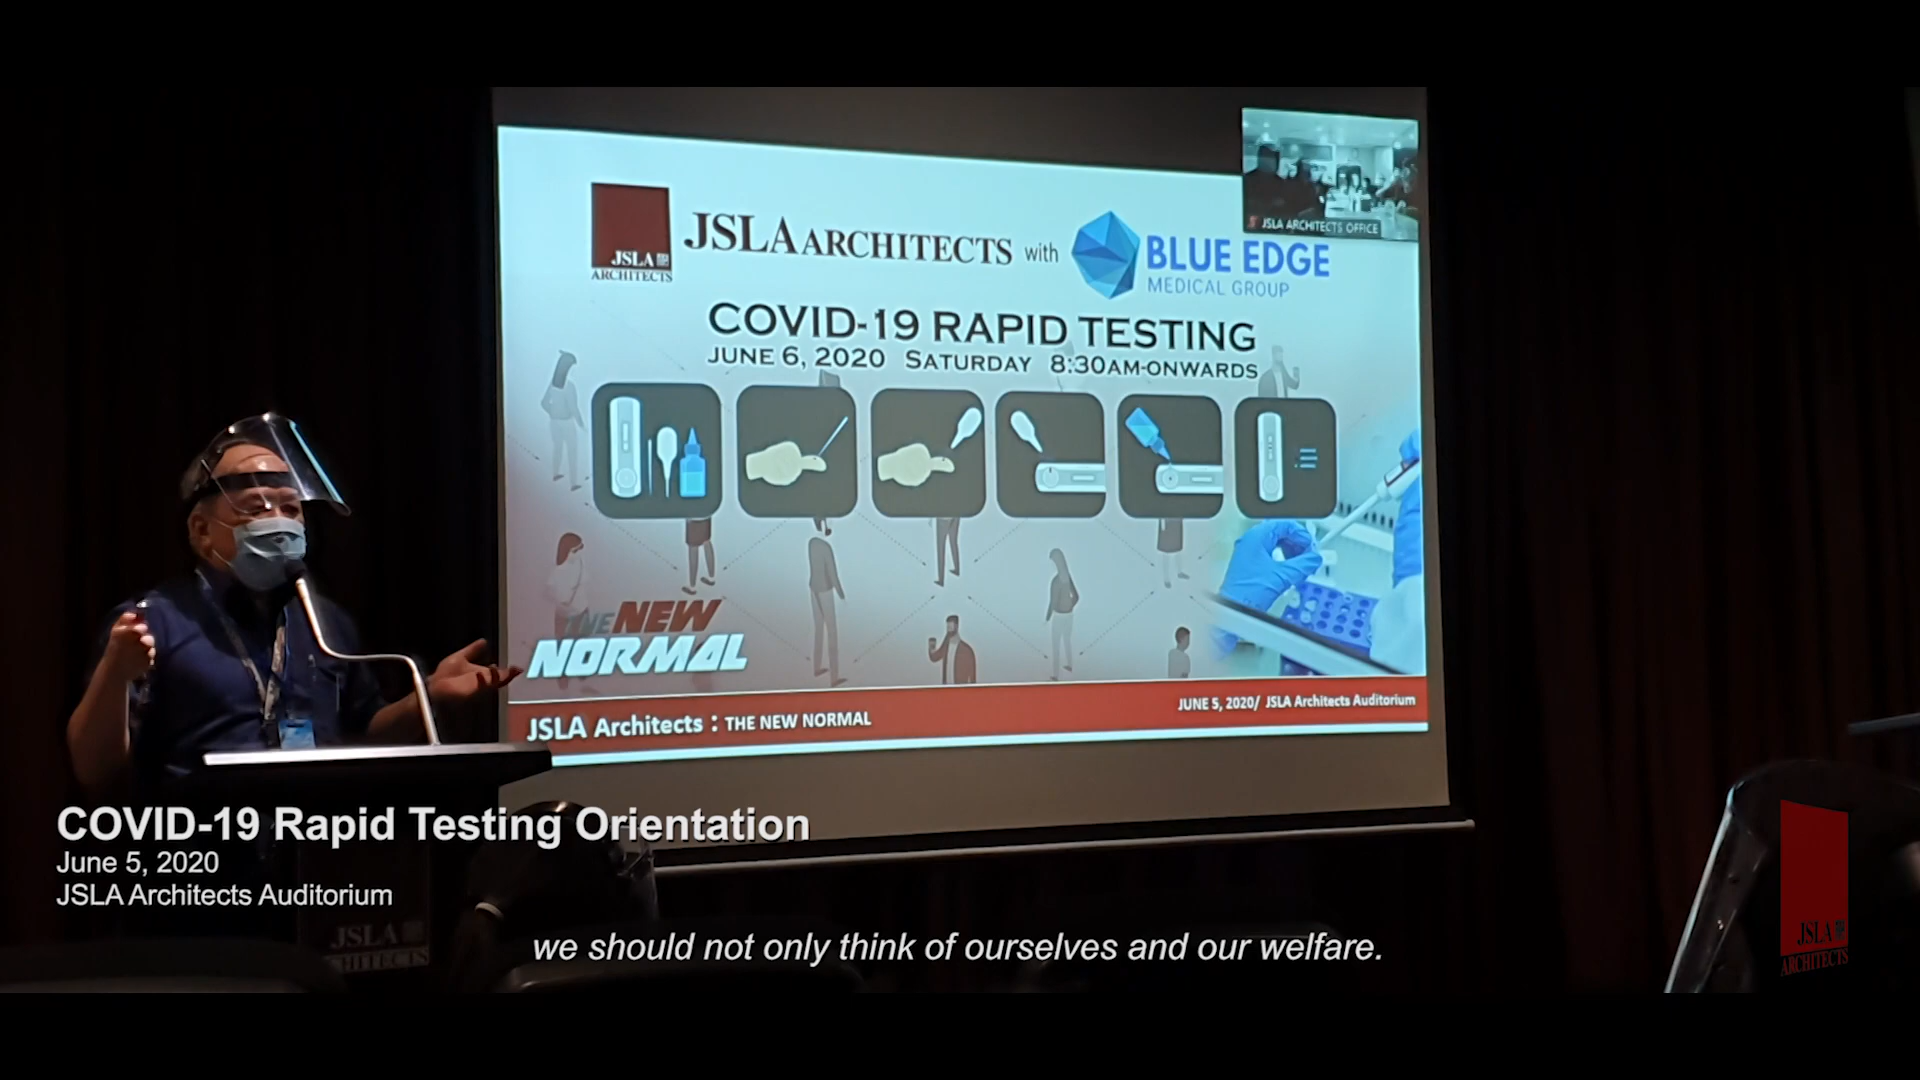 JSLA ARCHITECTS OFFICE
JSLA
ARCHITECTS
JSLA ARCHITECTS with
BLUE EDGE
MEDICAL GROUP
COVID-19 RAPID TESTING
JUNE 6, 2020 SATURDAY 8:30AM-ONWARDS
THE NEW
NORMAL
JSLA Architects : THE NEW NORMAL
JUNE 5, 2020/ JSLA Architects Auditorium
COVID-19 Rapid Testing Orientation
June 5, 2020
JSLA Architects Auditorium
JSLA
we should not only think of ourselves and our welfare.
JSLA
ARCHITECTS